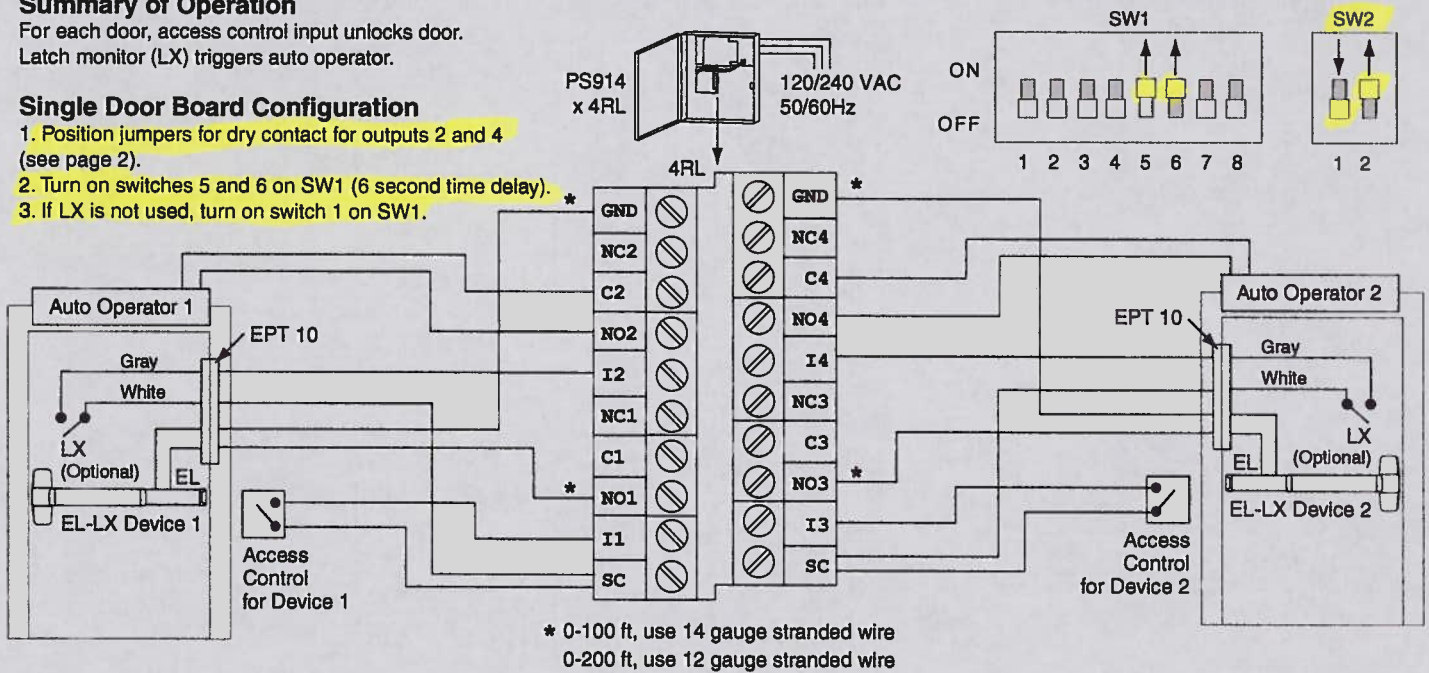 Summary of Operation
For each door, access control input unlocks door.
Latch monitor (LX) triggers auto operator.
Single Door Board Configuration
1. Position jumpers for dry contact for outputs 2 and 4
(see page 2).
2. Turn on switches 5 and 6 on SW1 (6 second time delay).
3. If LX is not used, turn on switch 1 on SW1.
PS914
x 4RL
120/240 VAC
50/60Hz
SW1
SW2
ON
OFF
1 2 3 4 5 6 7 8
1 2
4RL
* GND
NC2
C2
NO2
I2
NC1
C1
* NO1
I1
SC
GND *
NC4
C4
NO4
I4
NC3
C3
NO3 *
I3
SC
Auto Operator 1
EPT 10
Gray
White
LX
(Optional)
EL
EL-LX Device 1
Access
Control
for Device 1
Auto Operator 2
EPT 10
Gray
White
LX
(Optional)
EL
EL-LX Device 2
Access
Control
for Device 2
* 0-100 ft, use 14 gauge stranded wire
0-200 ft, use 12 gauge stranded wire